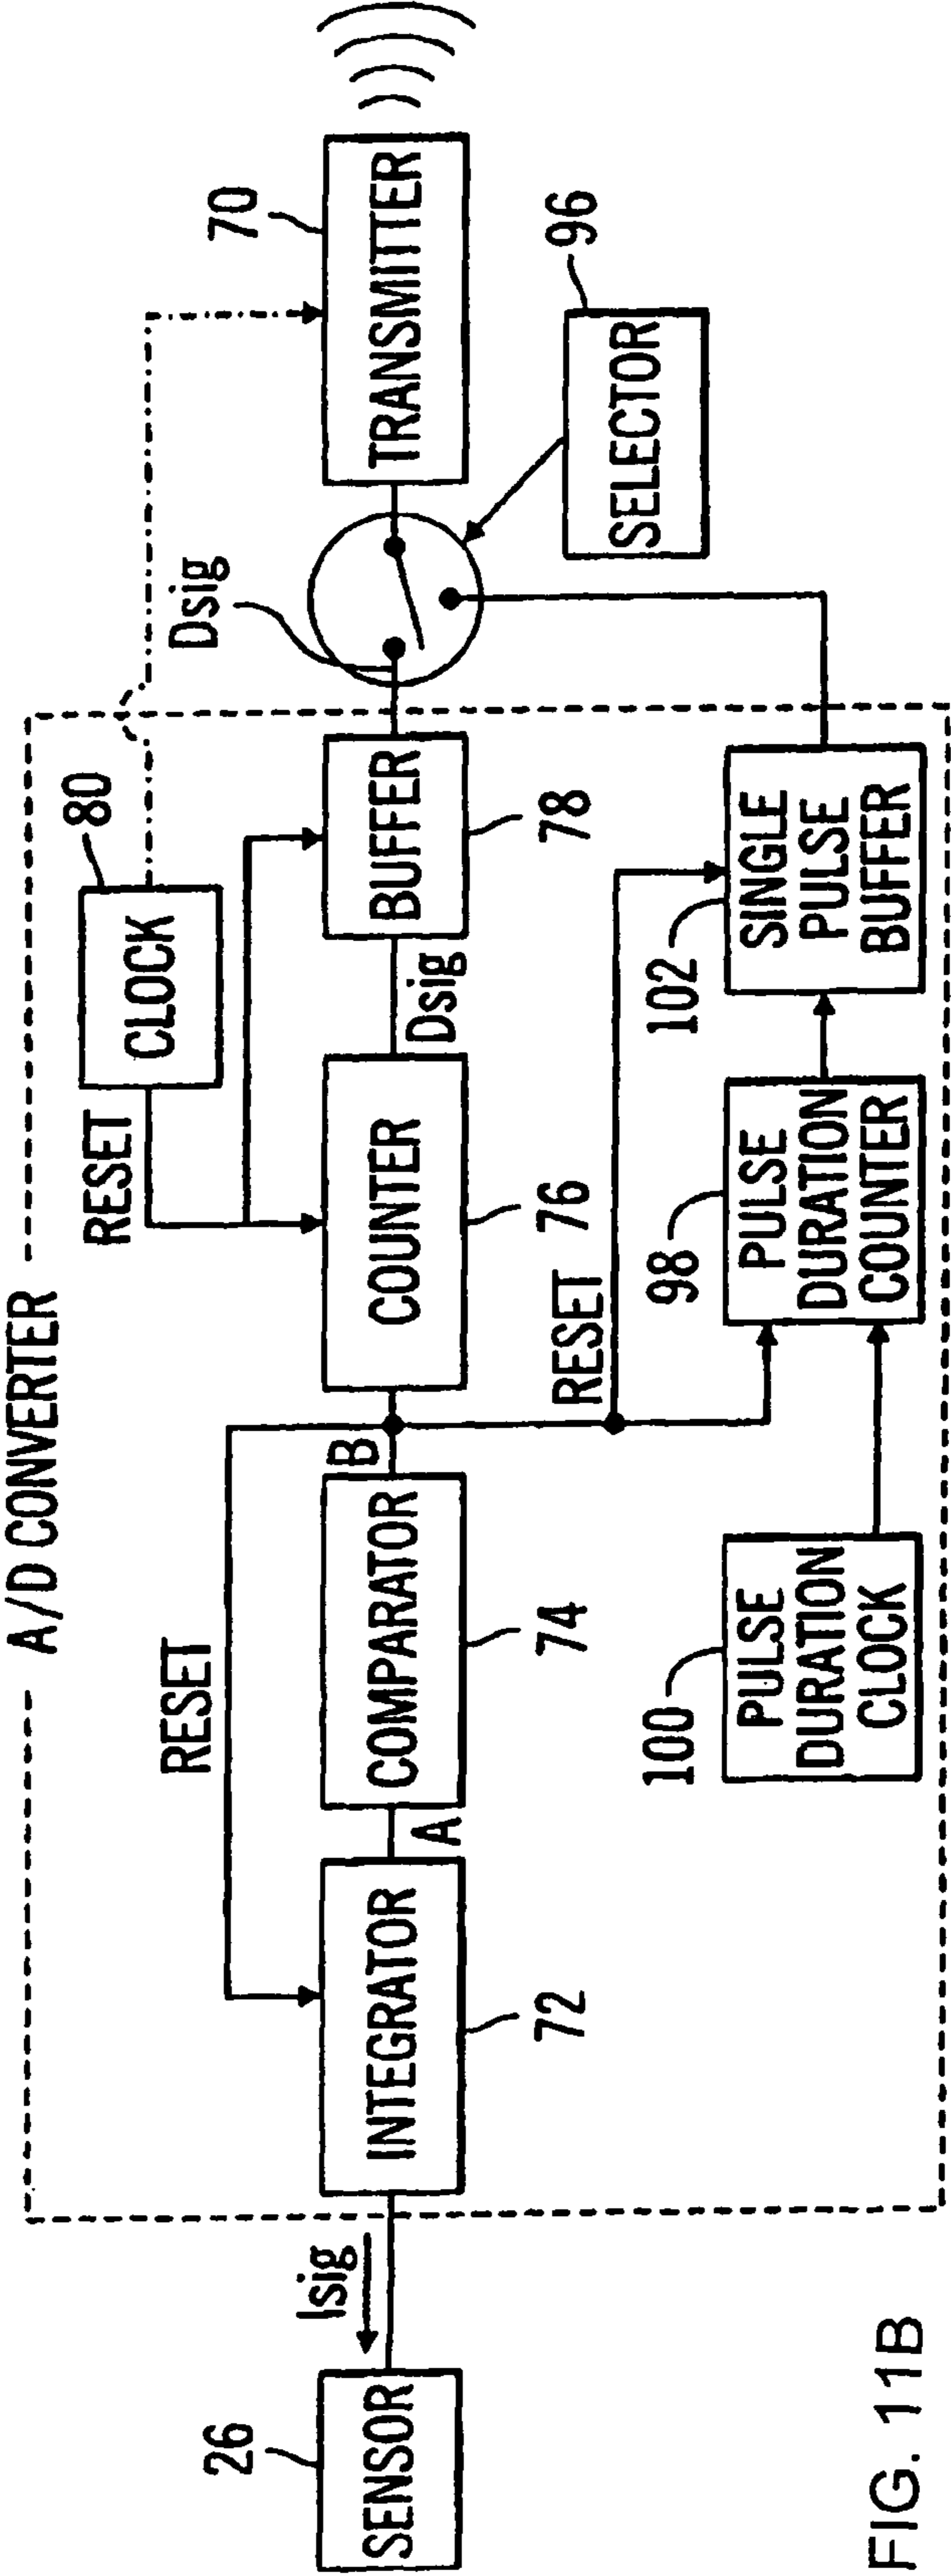 A/D CONVERTER
RESET
CLOCK
80
70
RESET
Dsig
26
Isig
SENSOR
INTEGRATOR
72
A
COMPARATOR
74
B
COUNTER
76
Dsig
BUFFER
78
TRANSMITTER
96
SELECTOR
RESET
100
PULSE
DURATION
CLOCK
98
PULSE
DURATION
COUNTER
102
SINGLE
PULSE
BUFFER
FIG. 11B